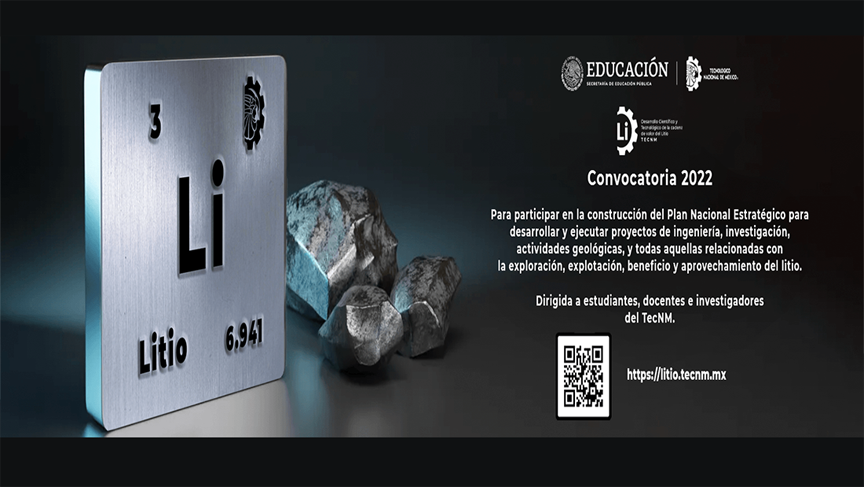 3
Li
Litio
6.941
EDUCACIÓN
SECRETARÍA DE EDUCACIÓN PÚBLICA
TECNOLÓGICO
NACIONAL DE MÉXICO
Li
Desarrollo Científico y
Tecnológico de la cadena
de valor del Litio
TECNM
Convocatoria 2022
Para participar en la construcción del Plan Nacional Estratégico para
desarrollar y ejecutar proyectos de ingeniería, investigación,
actividades geológicas, y todas aquellas relacionadas con
la exploración, explotación, beneficio y aprovechamiento del litio.
Dirigida a estudiantes, docentes e investigadores
del TecNM.
https://litio.tecnm.mx